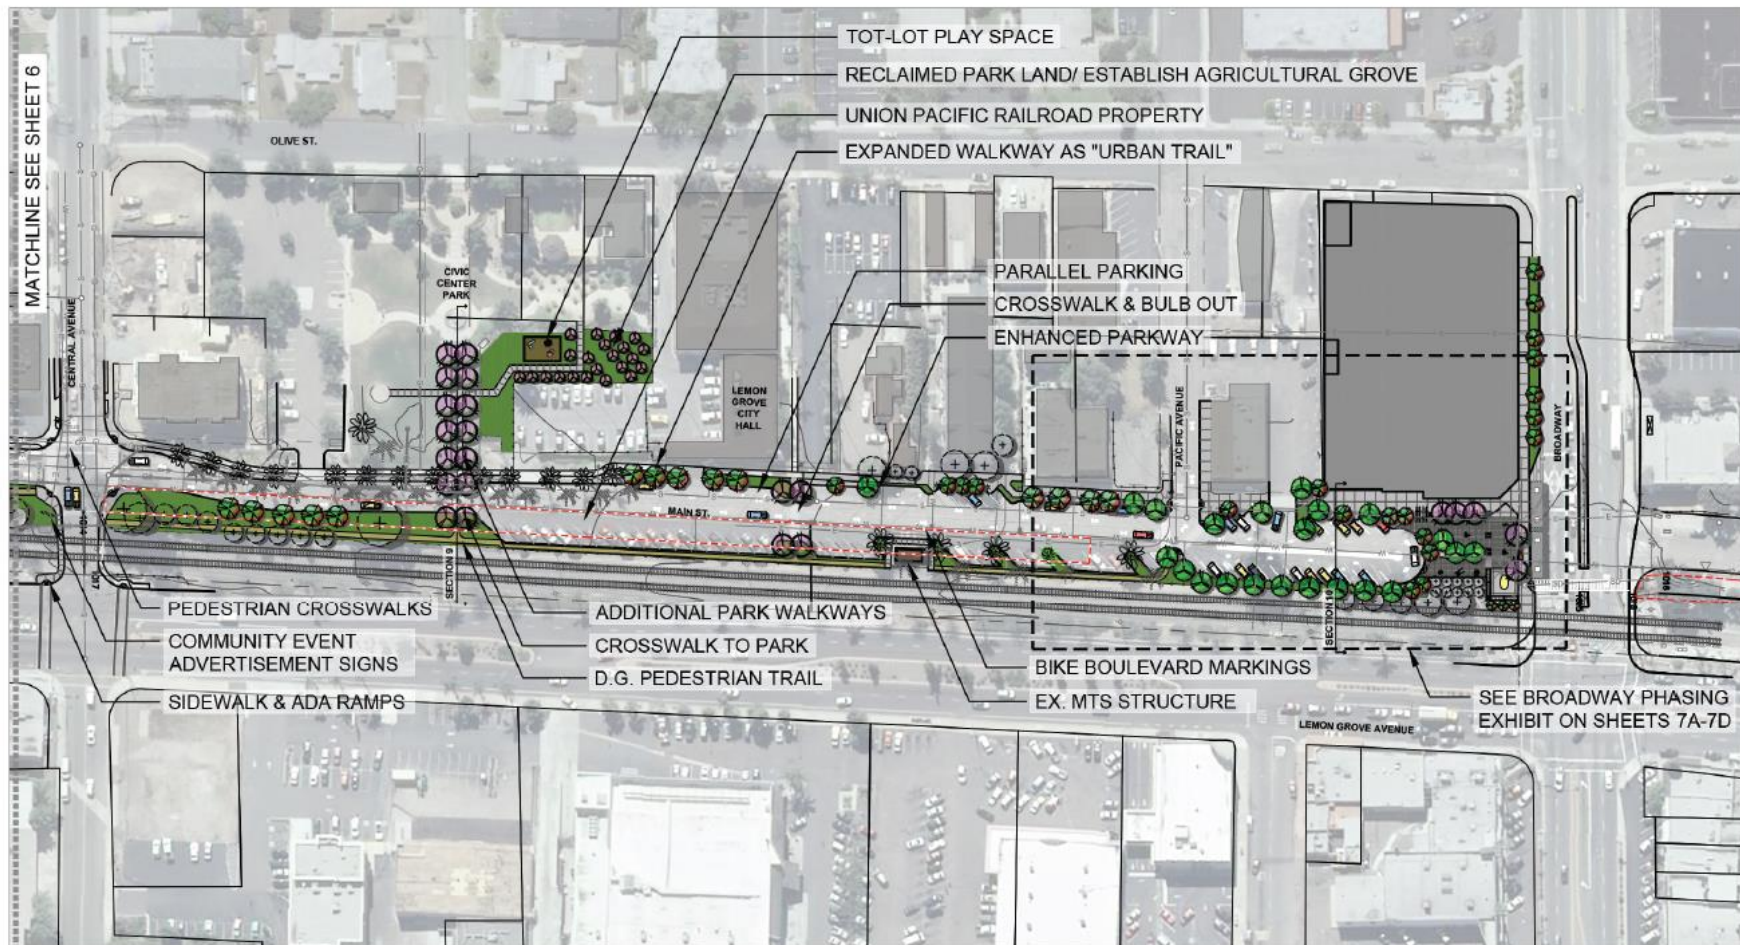 MATCHLINE SEE SHEET 6
TOT-LOT PLAY SPACE
RECLAIMED PARK LAND/ ESTABLISH AGRICULTURAL GROVE
UNION PACIFIC RAILROAD PROPERTY
EXPANDED WALKWAY AS "URBAN TRAIL"
OLIVE ST.
CIVIC
CENTER
PARK
PARALLEL PARKING
CROSSWALK & BULB OUT
ENHANCED PARKWAY
CENTRAL AVENUE
LEMON
GROVE
CITY
HALL
PACIFIC AVENUE
BROADWAY
MAIN ST.
SECTION 9
SECTION 10
PEDESTRIAN CROSSWALKS
COMMUNITY EVENT
ADVERTISEMENT SIGNS
SIDEWALK & ADA RAMPS
ADDITIONAL PARK WALKWAYS
CROSSWALK TO PARK
D.G. PEDESTRIAN TRAIL
BIKE BOULEVARD MARKINGS
EX. MTS STRUCTURE
SEE BROADWAY PHASING
EXHIBIT ON SHEETS 7A-7D
LEMON GROVE AVENUE